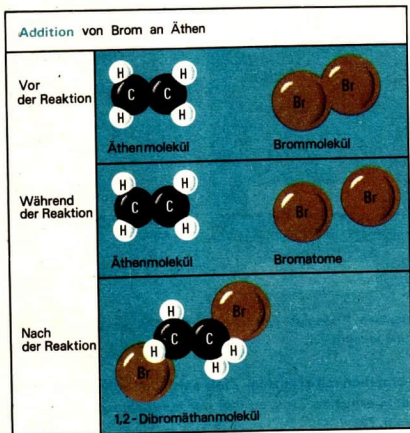 Addition von Brom an Äthen
Vor
der Reaktion
H H
C C
H H
Br Br
Äthenmolekül Brommolekül
Während
der Reaktion
H H
C C
H H
Br Br
Äthenmolekül Bromatome
Nach
der Reaktion
H Br
C C
H H
H
Br
1,2-Dibromäthanmolekül